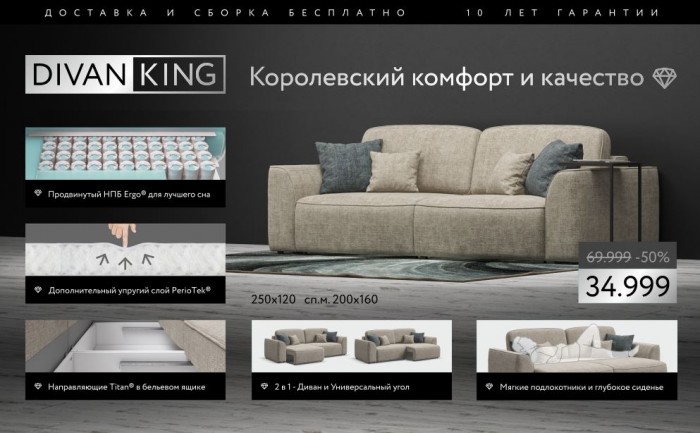 ДОСТАВКА И СБОРКА БЕСПЛАТНО 10 ЛЕТ ГАРАНТИИ
DIVAN KING Королевский комфорт и качество
Продвинутый НПБ Ergo® для лучшего сна
69.999 -50%
34.999
Дополнительный упругий слой PerioTek®
250x120 сп.м. 200x160
Направляющие Titan® в бельевом ящике
2 в 1 - Диван и Универсальный угол
Мягкие подлокотники и глубокое сиденье